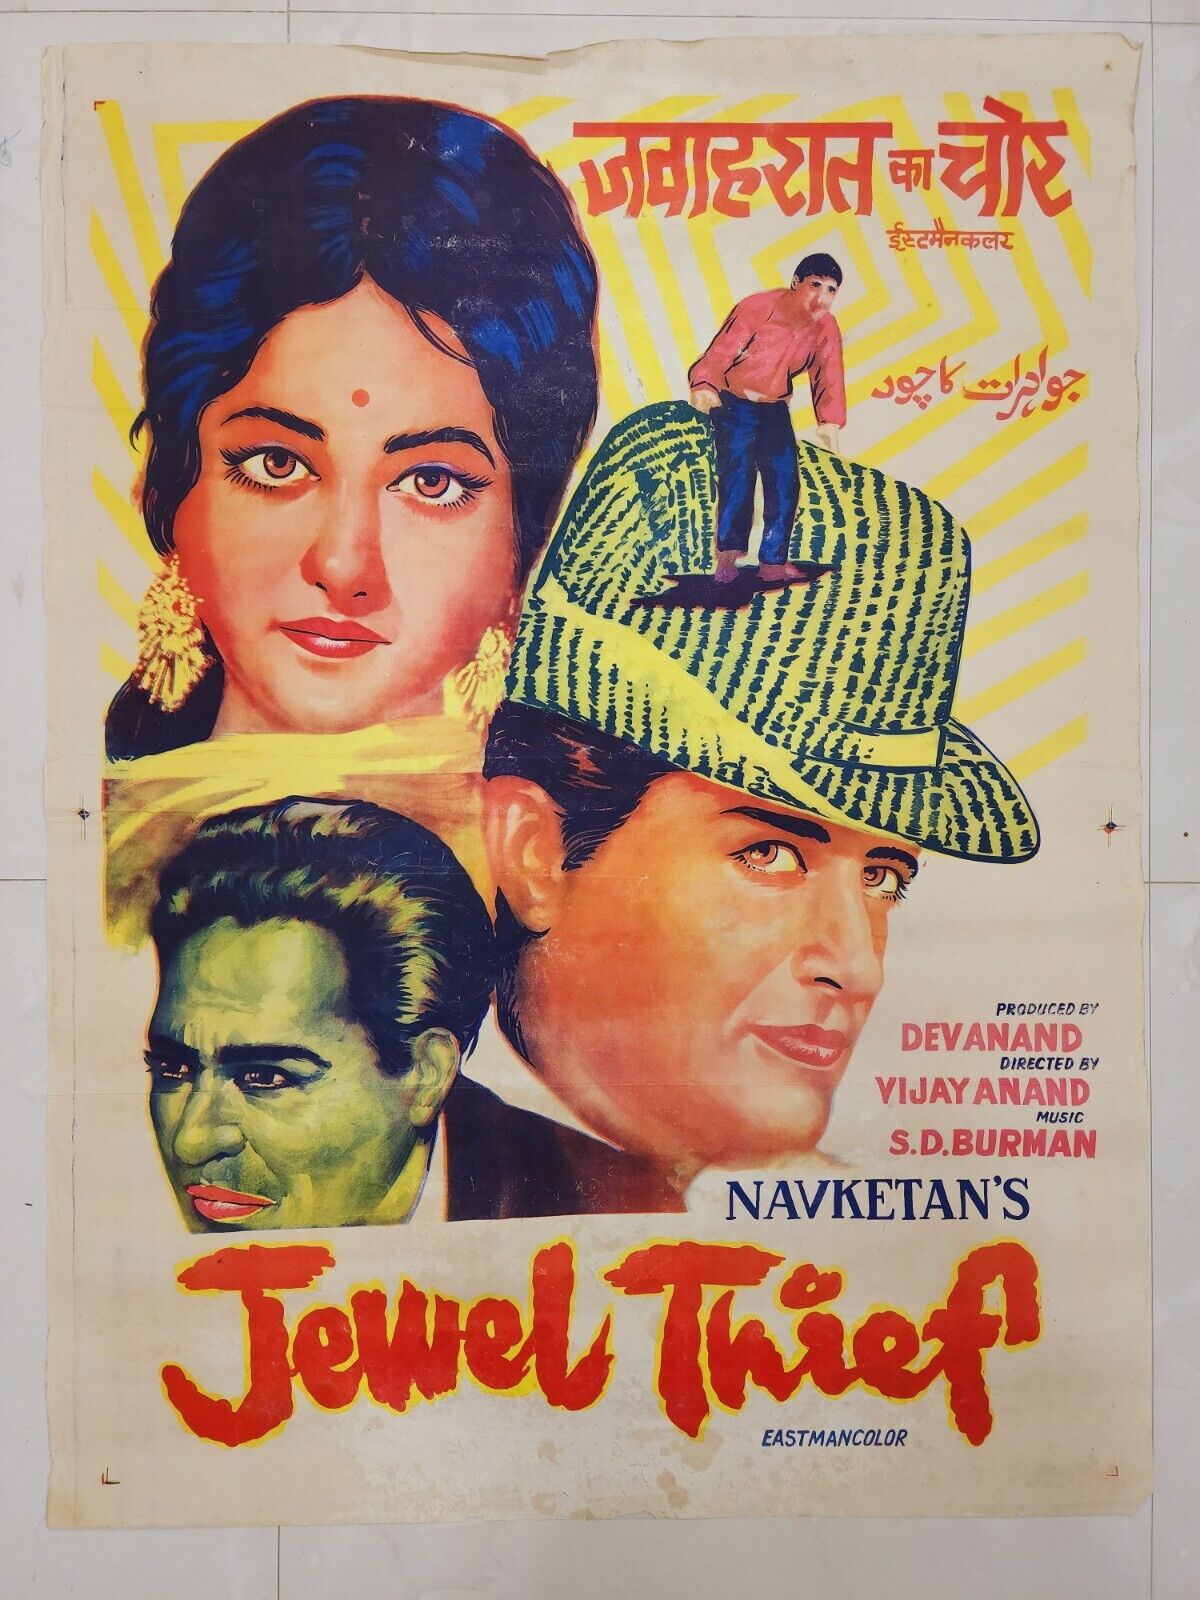 जवाहरात का चोर
ईस्टमैनकलर
جواہرات کا چور
PRODUCED BY
DEVANAND
DIRECTED BY
VIJAY ANAND
MUSIC
S.D.BURMAN
NAVKETAN'S
Jewel Thief
EASTMANCOLOR